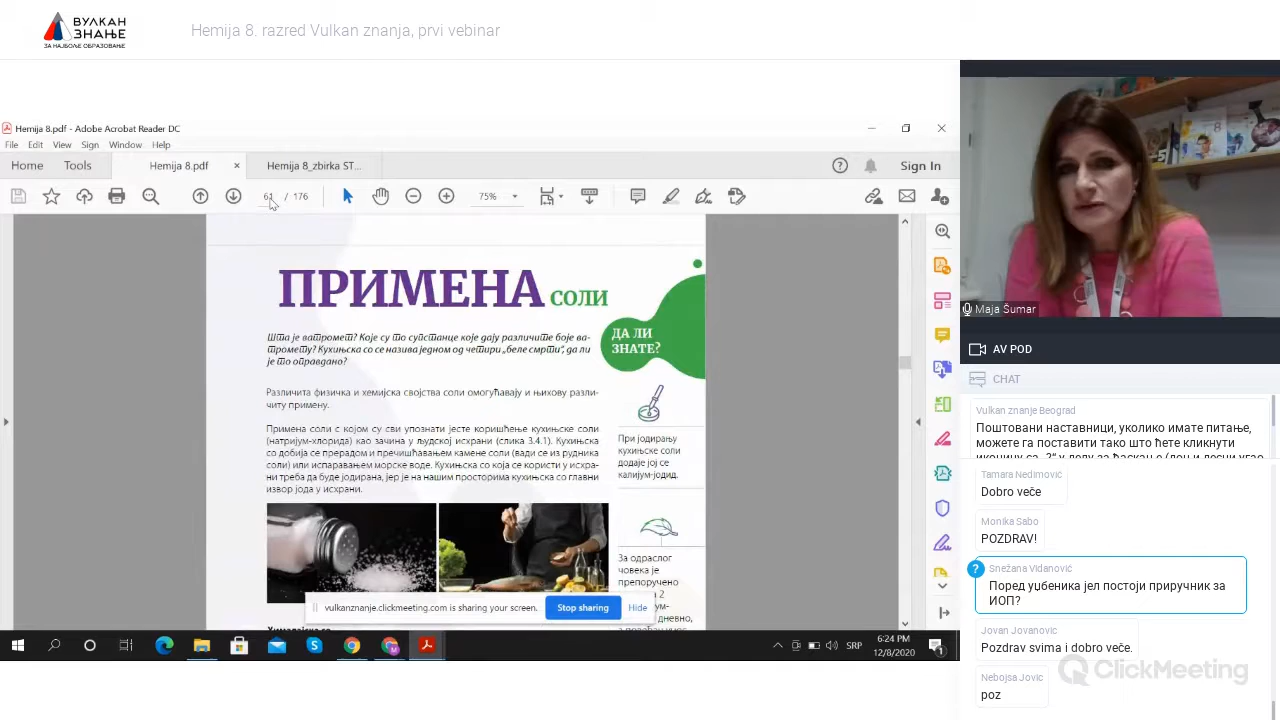 ВУЛКАН
ЗНАЊЕ
ЗА НАЈБОЉЕ ОБРАЗОВАЊЕ
Hemija 8. razred Vulkan znanja, prvi vebinar
Hemija 8.pdf - Adobe Acrobat Reader DC
File Edit View Sign Window Help
Home Tools Hemija 8.pdf × Hemija 8_zbirka ST... Sign In
61 / 176 75%
ПРИМЕНА СОЛИ
ДА ЛИ
ЗНАТЕ?
Шта је ватромет? Које су то супстанце које дају различите боје ва-
тромету? Кухињска со се назива једном од четири „беле смрти“, да ли
је то оправдано?
Различита физичка и хемијска својства соли омогућавају и њихову разли-
читу примену.
Примена соли с којом су сви упознати јесте коришћење кухињске соли
(натријум-хлорида) као зачина у људској исхрани (слика 3.4.1). Кухињска
со добија се прерадом и пречишћавањем камене соли (вади се из рудника
соли) или испаравањем морске воде. Кухињска со која се користи у исхра-
ни треба да буде јодирана, јер је на нашим просторима кухињска со главни
извор јода у исхрани.
При јодирању
кухињске соли
додаје јој се
калијум-јодид.
За одраслог
човека је
препоручено
2
дневно,
vulkanznanje.clickmeeting.com is sharing your screen. Stop sharing Hide
SRP
6:24 PM
12/8/2020
1
Maja Šumar
AV POD
CHAT
Vulkan znanje Beograd
Поштовани наставници, уколико имате питање,
можете га поставити тако што ћете кликнути
Tamara Nedimović
Dobro veče
Monika Sabo
POZDRAV!
?
Snežana Vidanović
Поред уџбеника јел постоји приручник за
ИОП?
Jovan Jovanovic
Pozdrav svima i dobro veče.
Nebojsa Jovic
poz
ClickMeeting